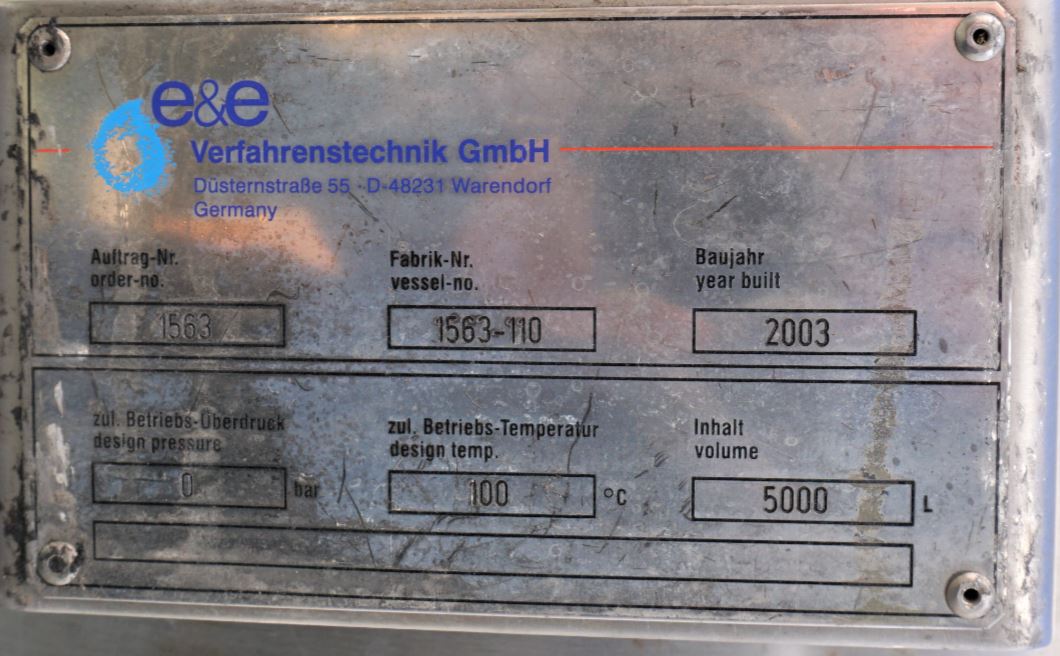 e&e
Verfahrenstechnik GmbH
Düsternstraße 55 · D-48231 Warendorf
Germany
Auftrag-Nr. Fabrik-Nr. Baujahr
order-no. vessel-no. year built
1563 1563-110 2003
zul. Betriebs-Überdruck zul. Betriebs-Temperatur Inhalt
design pressure design temp. volume
0 bar 100 °C 5000 L